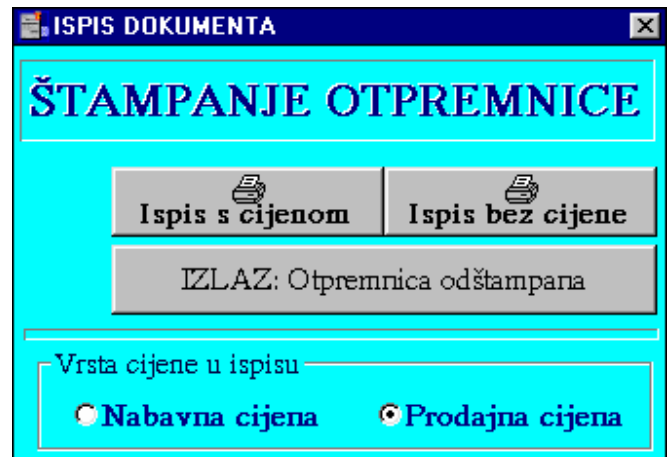 ISPIS DOKUMENTA
ŠTAMPANJE OTPREMNICE
Ispis s cijenom Ispis bez cijene
IZLAZ: Otpremnica odštampana
Vrsta cijene u ispisu
Nabavna cijena Prodajna cijena